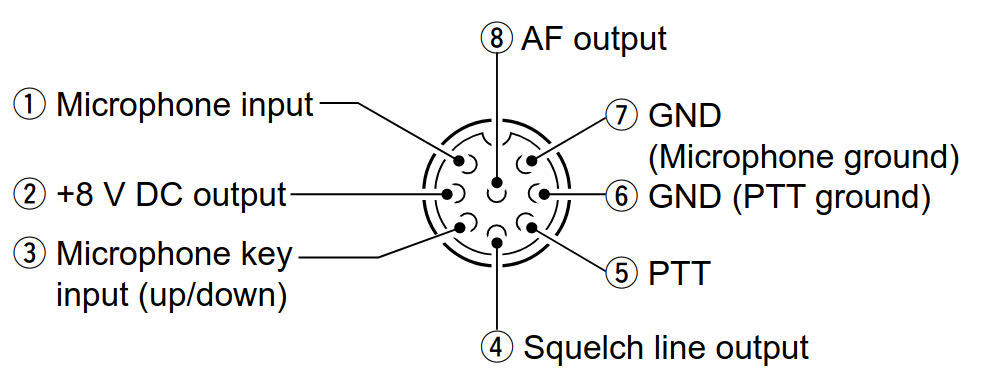 ① Microphone input
② +8 V DC output
③ Microphone key
input (up/down)
④ Squelch line output
⑤ PTT
⑥ GND (PTT ground)
⑦ GND
(Microphone ground)
⑧ AF output